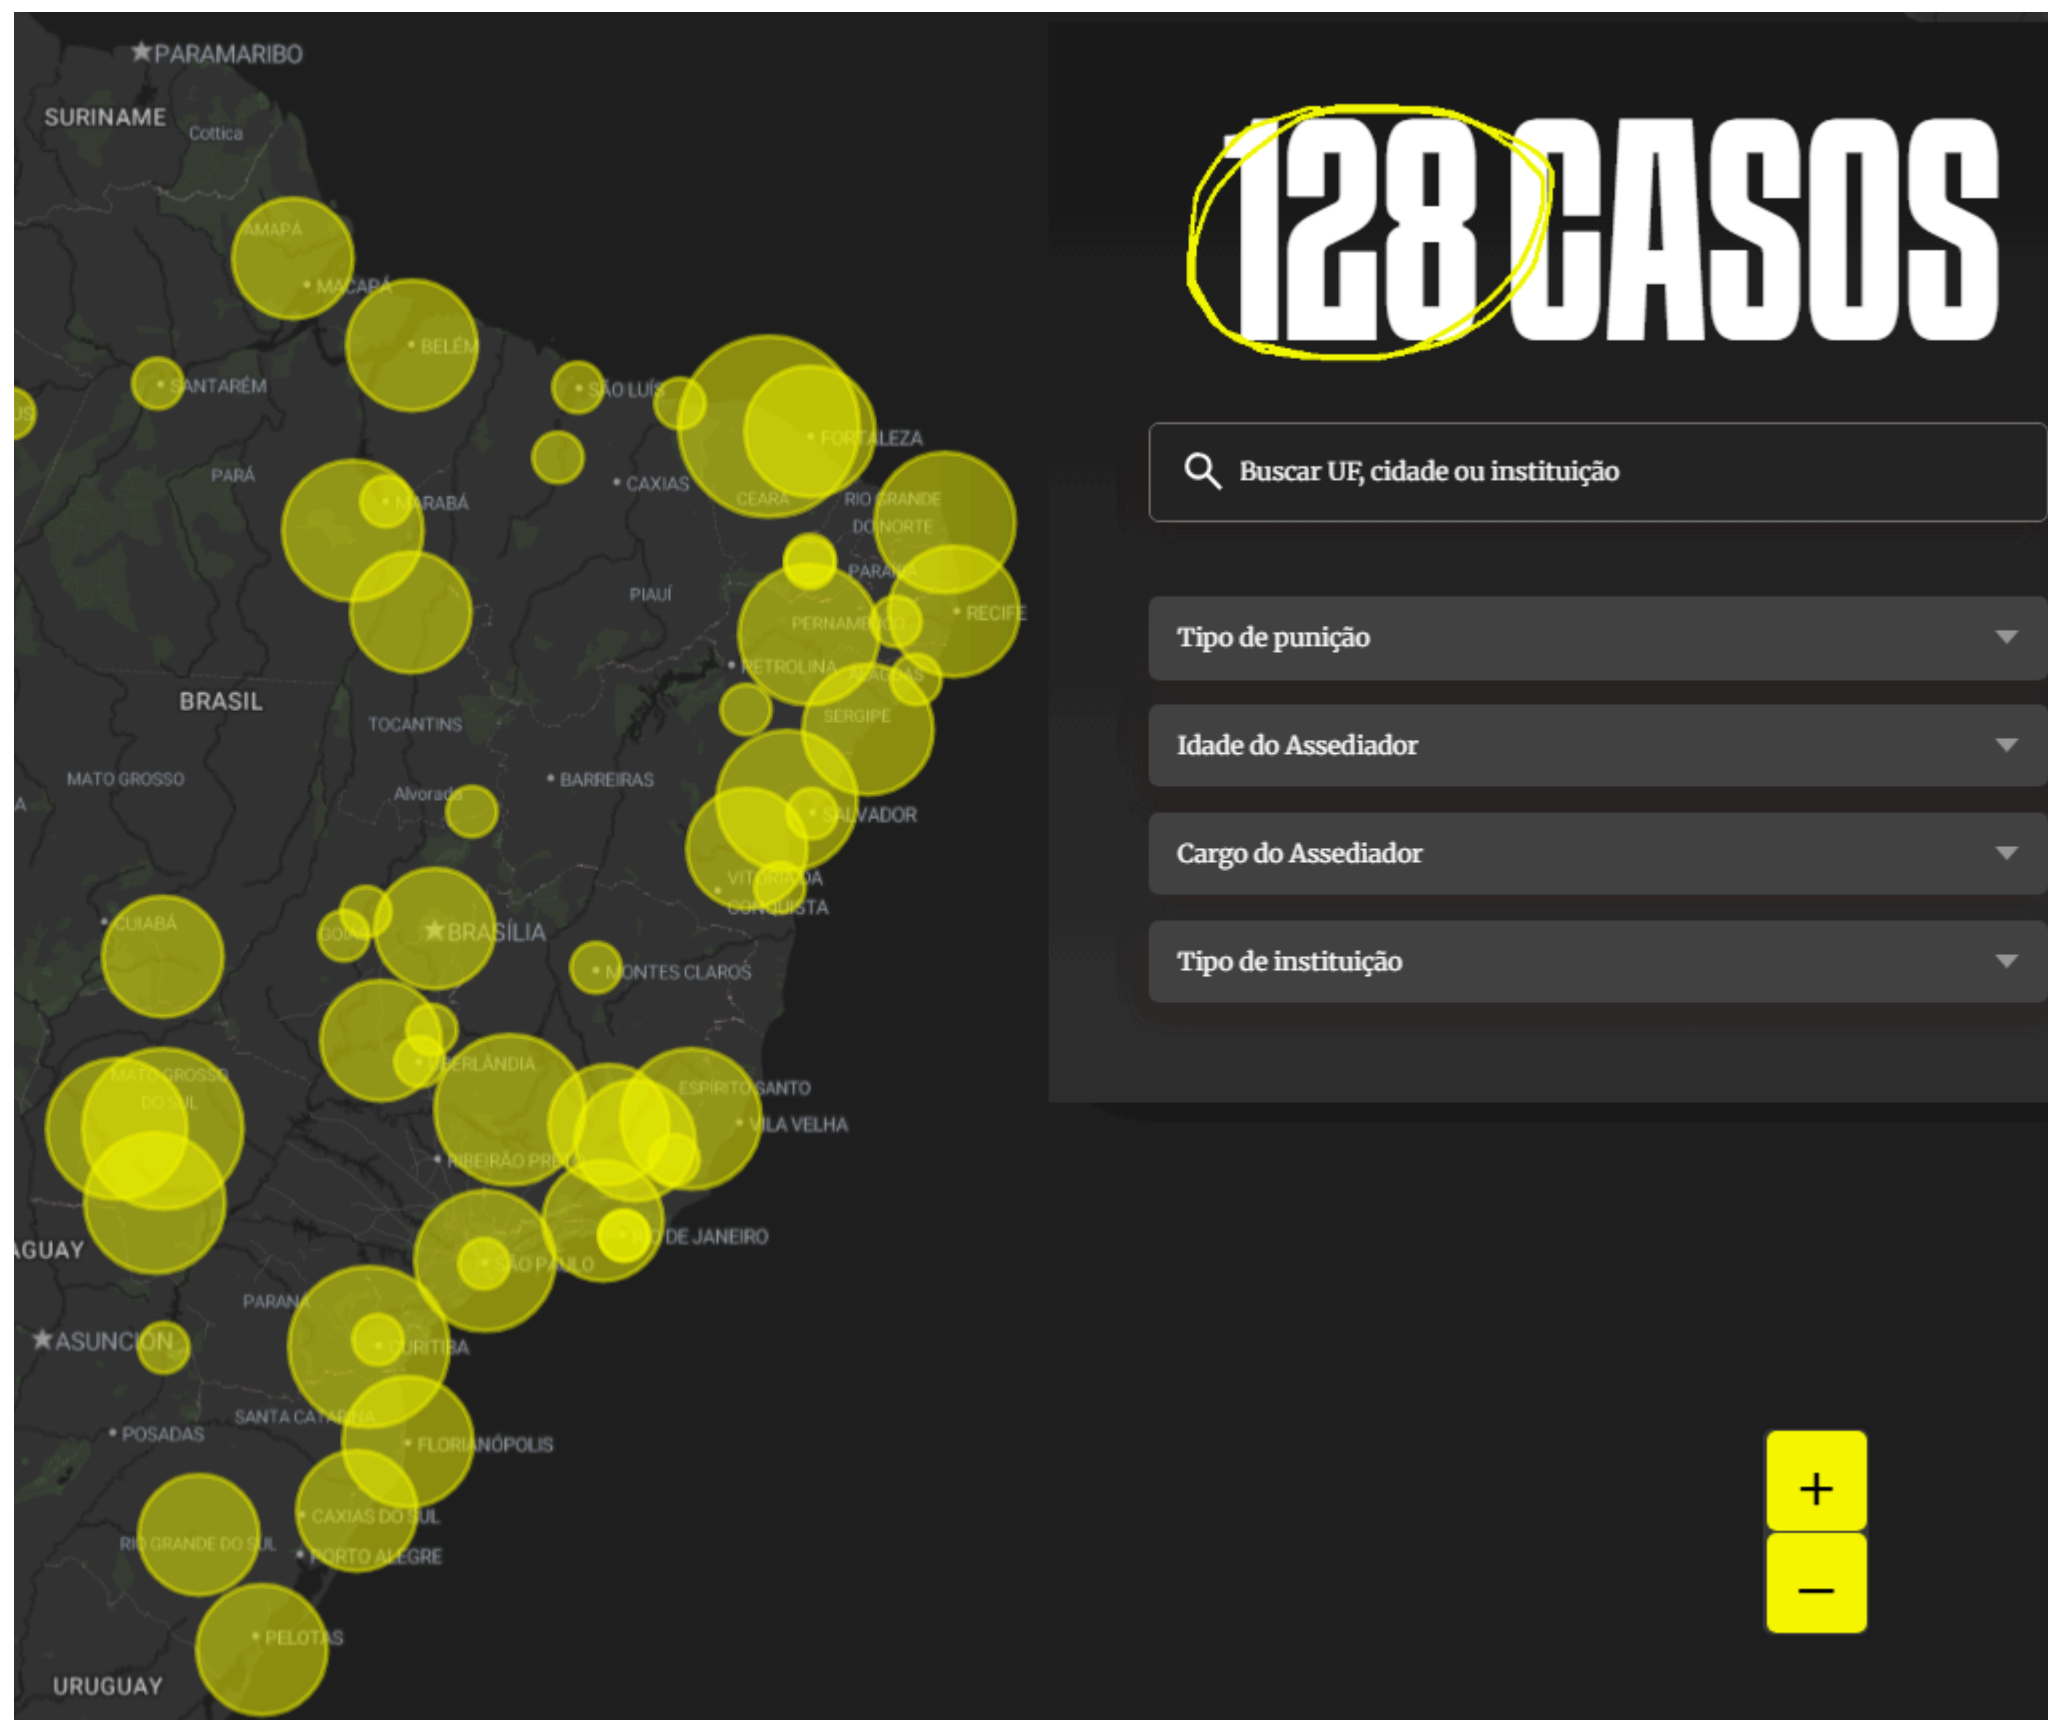 PARAMARIBO
SURINAME
Cottica
AMAPÁ
MACAPÁ
BELÉM
SANTARÉM
SÃO LUÍS
FORTALEZA
PARÁ
CAXIAS
MARABÁ
CEARÁ
RIO GRANDE
DO NORTE
PARAÍBA
PIAUÍ
PERNAMBUCO
RECIFE
PETROLINA
ALAGOAS
BRASIL
SERGIPE
TOCANTINS
MATO GROSSO
BARREIRAS
Alvorada
SALVADOR
VITÓRIA DA
CONQUISTA
CUIABÁ
GOIÁS
BRASÍLIA
MONTES CLAROS
UBERLÂNDIA
MATO GROSSO
DO SUL
ESPÍRITO SANTO
VILA VELHA
RIBEIRÃO PRETO
RIO DE JANEIRO
AGUAY
SÃO PAULO
PARANÁ
ASUNCIÓN
CURITIBA
SANTA CATARINA
POSADAS
FLORIANÓPOLIS
CAXIAS DO SUL
RIO GRANDE DO SUL
PORTO ALEGRE
PELOTAS
URUGUAY
128 CASOS
Buscar UF, cidade ou instituição
Tipo de punição
Idade do Assediador
Cargo do Assediador
Tipo de instituição
+
−